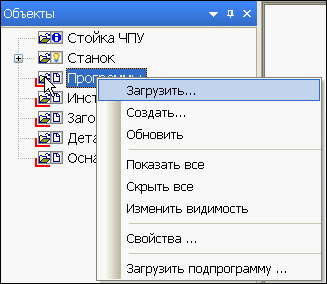 Объекты
Стойка ЧПУ
Станок
Программы
Загрузить...
Инст
Создать...
Заго
Обновить
Дета
Показать все
Осна
Скрыть все
Изменить видимость
Свойства ...
Загрузить подпрограмму ...